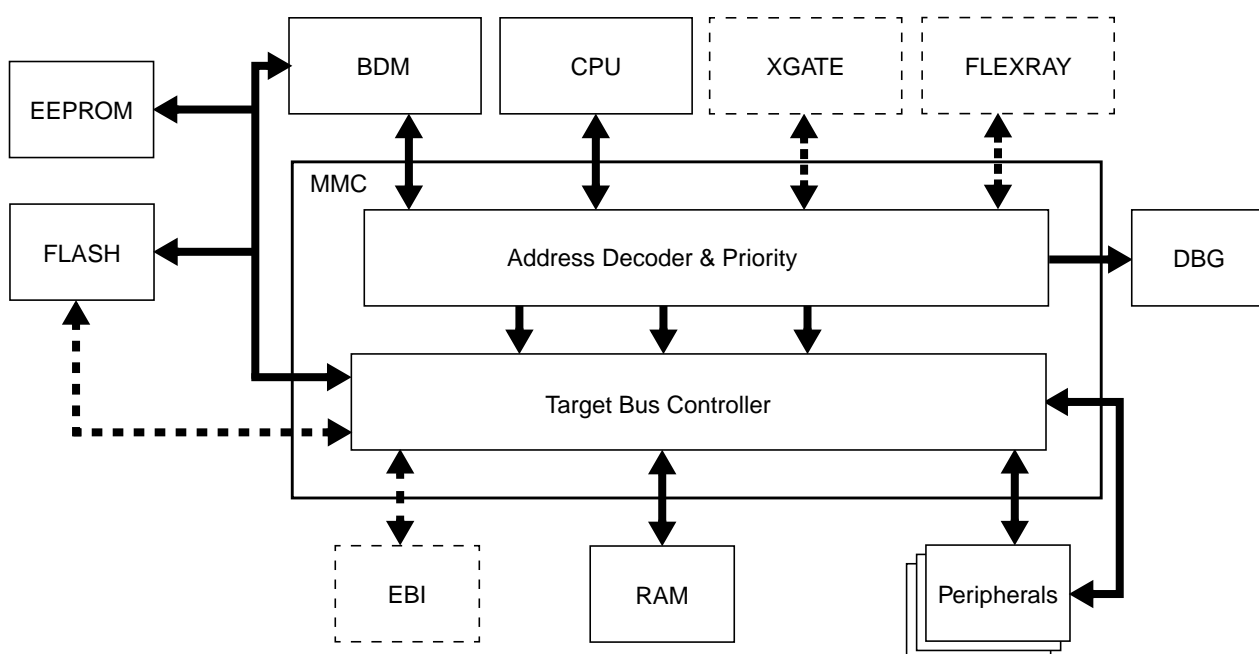 BDM
CPU
XGATE
FLEXRAY
EEPROM
MMC
FLASH
Address Decoder & Priority
DBG
Target Bus Controller
EBI
RAM
Peripherals